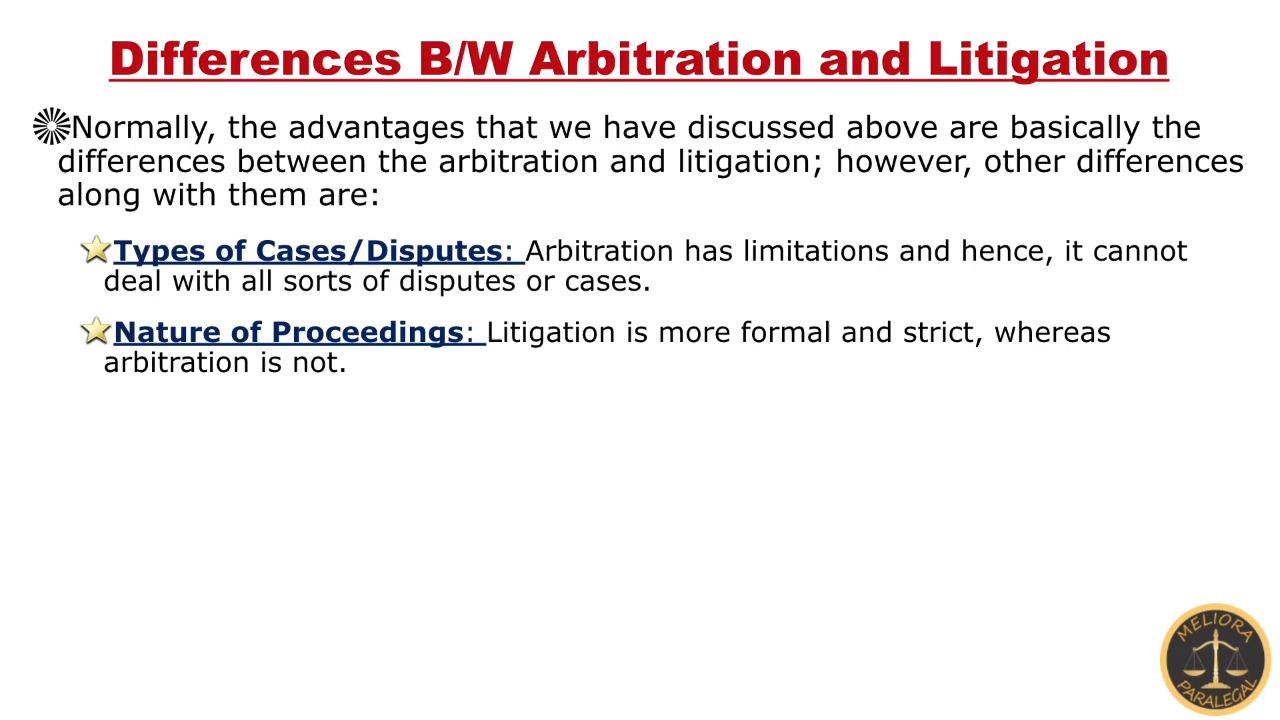 Differences B/W Arbitration and Litigation
Normally, the advantages that we have discussed above are basically the
differences between the arbitration and litigation; however, other differences
along with them are:
Types of Cases/Disputes: Arbitration has limitations and hence, it cannot
deal with all sorts of disputes or cases.
Nature of Proceedings: Litigation is more formal and strict, whereas
arbitration is not.
MELIORA
PARALEGAL